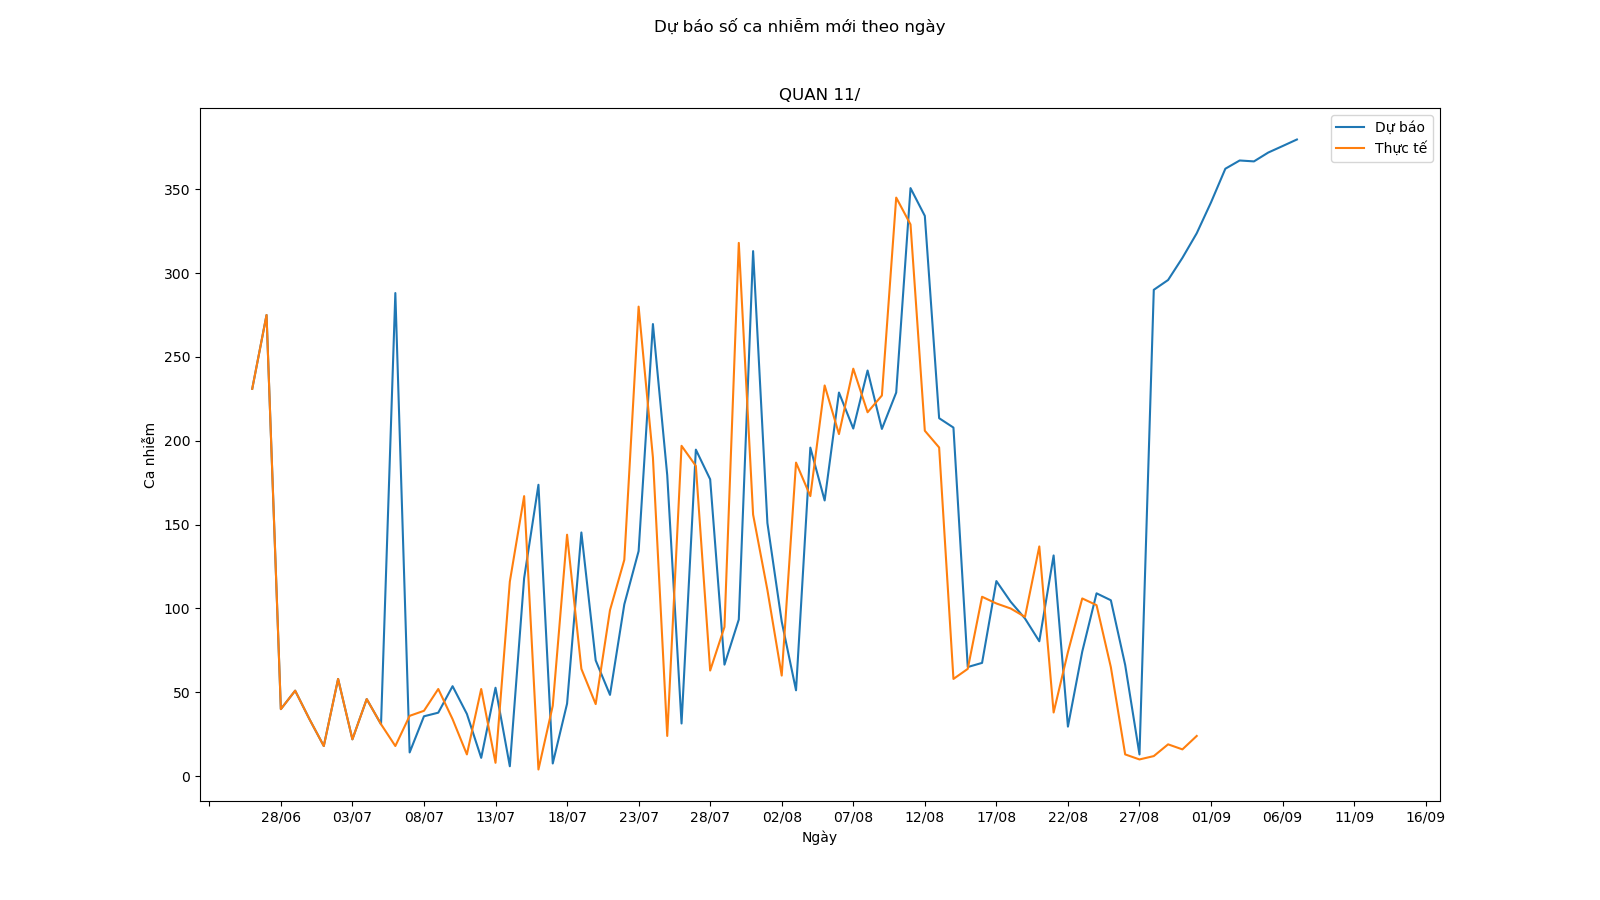 Dự báo số ca nhiễm mới theo ngày
QUAN 11/
Dự báo
Thực tế
Ca nhiễm
350
300
250
200
150
100
50
0
28/06 03/07 08/07 13/07 18/07 23/07 28/07 02/08 07/08 12/08 17/08 22/08 27/08 01/09 06/09 11/09 16/09
Ngày